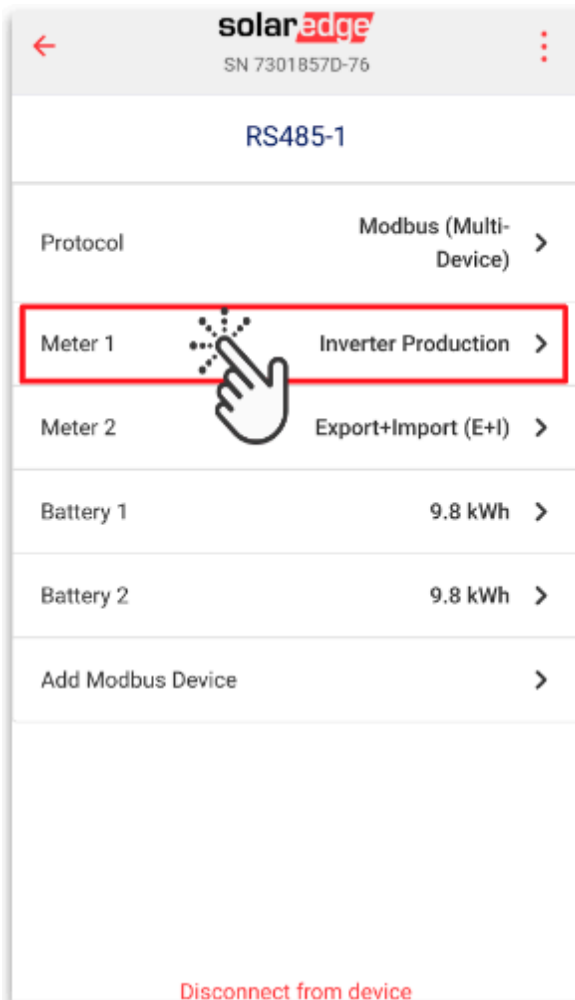 solaredge
SN 7301857D-76
RS485-1
Protocol
Modbus (Multi-
Device)
Meter 1 Inverter Production
Meter 2 Export+Import (E+I)
Battery 1 9.8 kWh
Battery 2 9.8 kWh
Add Modbus Device
Disconnect from device